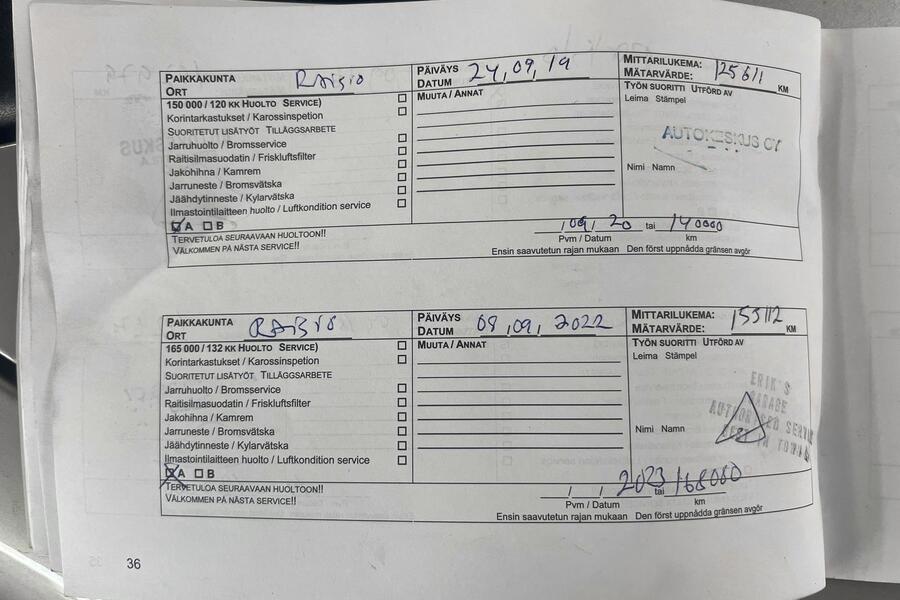 PAIKKAKUNTA RAISIO PÄIVÄYS 24,09,19 MITTARILUKEMA: 125611
ORT DATUM MÄTARVÄRDE: KM
150 000 / 120 KK HUOLTO SERVICE) MUUTA / ANNAT TYÖN SUORITTI UTFÖRD AV
Korintarkastukset / Karossinspetion Leima Stämpel
SUORITETUT LISÄTYÖT TILLÄGGSARBETE
Jarruhuolto / Bromsservice AUTOKESKUS OY
Raitisilmasuodatin / Friskluftsfilter
Jakohihna / Kamrem Nimi Namn
Jarruneste / Bromsvätska
Jäähdytinneste / Kylarvätska
Ilmastointilaitteen huolto / Luftkondition service
A B ,09, 20 tai 140000
TERVETULOA SEURAAVAAN HUOLTOON!! Pvm / Datum km
VÄLKOMMEN PÅ NÄSTA SERVICE!! Ensin saavutetun rajan mukaan Den först uppnådda gränsen avgör
PAIKKAKUNTA RAISIO PÄIVÄYS 08,09, 2022 MITTARILUKEMA: 155112
ORT DATUM MÄTARVÄRDE: KM
165 000 / 132 KK HUOLTO SERVICE) MUUTA / ANNAT TYÖN SUORITTI UTFÖRD AV
Korintarkastukset / Karossinspetion Leima Stämpel
SUORITETUT LISÄTYÖT TILLÄGGSARBETE
Jarruhuolto / Bromsservice ERIK'S
Raitisilmasuodatin / Friskluftsfilter GARAGE
Jakohihna / Kamrem AUTHORISED SERVICE
Jarruneste / Bromsvätska Nimi Namn BEST IN TOWN
Jäähdytinneste / Kylarvätska
Ilmastointilaitteen huolto / Luftkondition service
A B 2023 tai 168000
TERVETULOA SEURAAVAAN HUOLTOON!! Pvm / Datum km
VÄLKOMMEN PÅ NÄSTA SERVICE!! Ensin saavutetun rajan mukaan Den först uppnådda gränsen avgör
36